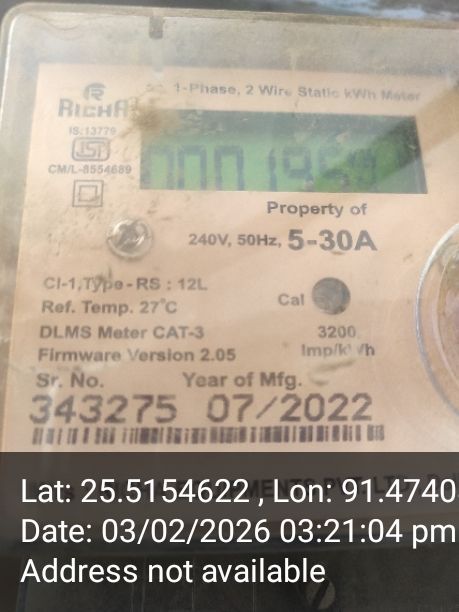 1-Phase, 2 Wire Static kWh Meter
RICHA
IS:13779
ISI
CM/L-8554689
Property of
240V, 50Hz, 5-30A
Cl-1,Type-RS : 12L
Ref. Temp. 27°C
Cal
DLMS Meter CAT-3
3200
Firmware Version 2.05
Imp/kWh
Sr. No. Year of Mfg.
343275 07/2022
Lat: 25.5154622 , Lon: 91.4740
Date: 03/02/2026 03:21:04 pm
Address not available